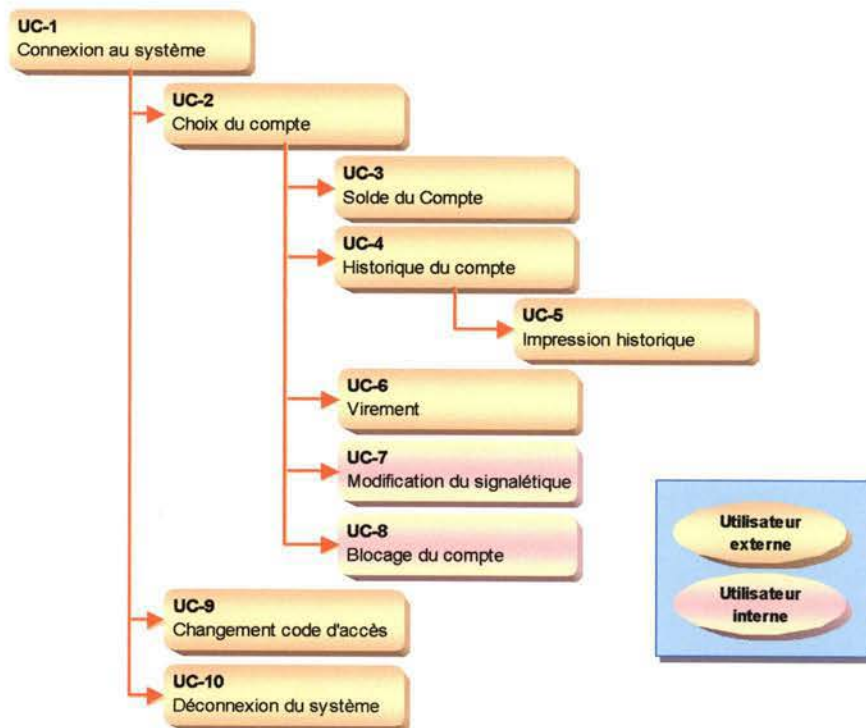 UC-1
Connexion au système
UC-2
Choix du compte
UC-3
Solde du Compte
UC-4
Historique du compte
UC-5
Impression historique
UC-6
Virement
UC-7
Modification du signalétique
UC-8
Blocage du compte
UC-9
Changement code d'accès
UC-10
Déconnexion du système
Utilisateur
externe
Utilisateur
interne